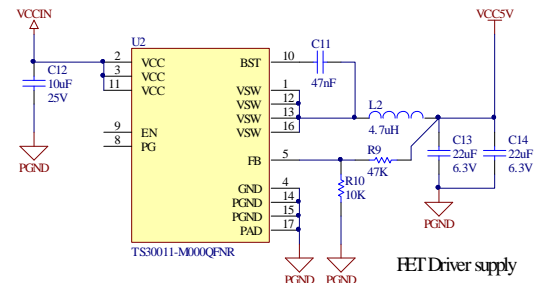 VCCIN
VCC5V
U2
C12
10uF
25V
PGND
2
VCC
3
VCC
11
VCC
9
EN
8
PG
BST
10
C11
47nF
VSW
1
VSW
12
VSW
13
VSW
16
L2
4.7uH
FB
5
R9
47K
R10
10K
C13
22uF
6.3V
C14
22uF
6.3V
PGND
GND
4
PGND
14
PGND
15
PAD
17
TS30011-M000QFNR
PGND
PGND
FET Driver supply